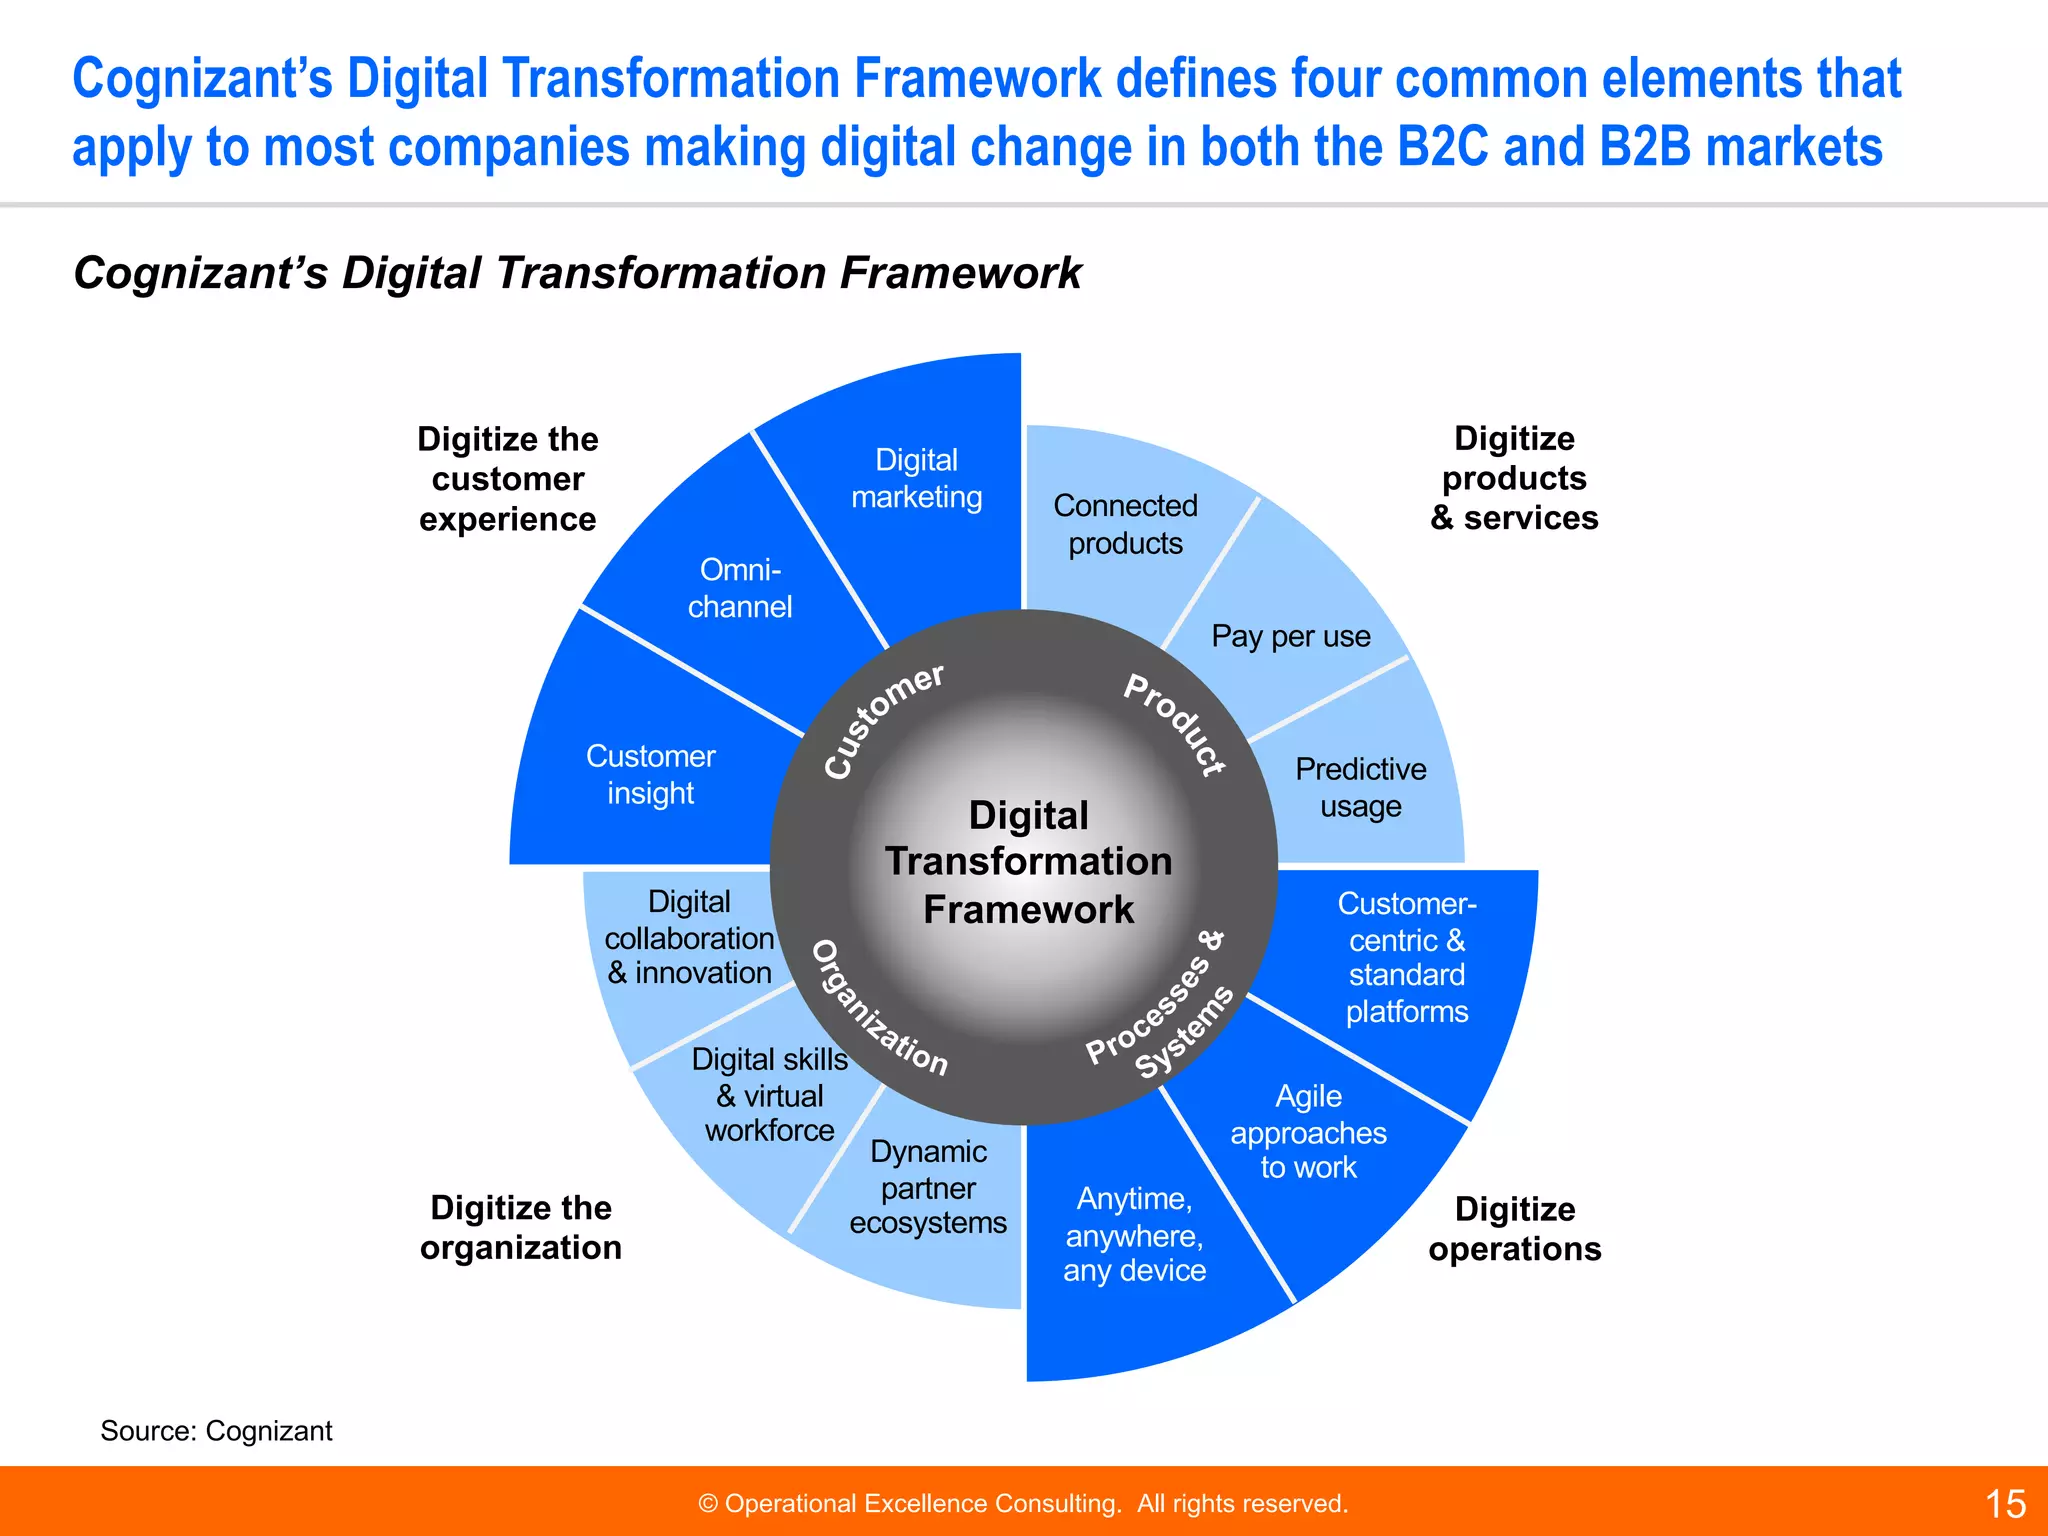 Cognizant’s Digital Transformation Framework defines four common elements that
apply to most companies making digital change in both the B2C and B2B markets
Cognizant’s Digital Transformation Framework
Digitize the
customer
experience
Digital
marketing
Omni-
channel
Customer
insight
Digitize
products
& services
Connected
products
Pay per use
Predictive
usage
Customer
Product
Digital
Transformation
Framework
Organization
Processes &
Systems
Digital
collaboration
& innovation
Digital skills
& virtual
workforce
Dynamic
partner
ecosystems
Digitize the
organization
Customer-
centric &
standard
platforms
Agile
approaches
to work
Anytime,
anywhere,
any device
Digitize
operations
Source: Cognizant
© Operational Excellence Consulting.  All rights reserved.
15